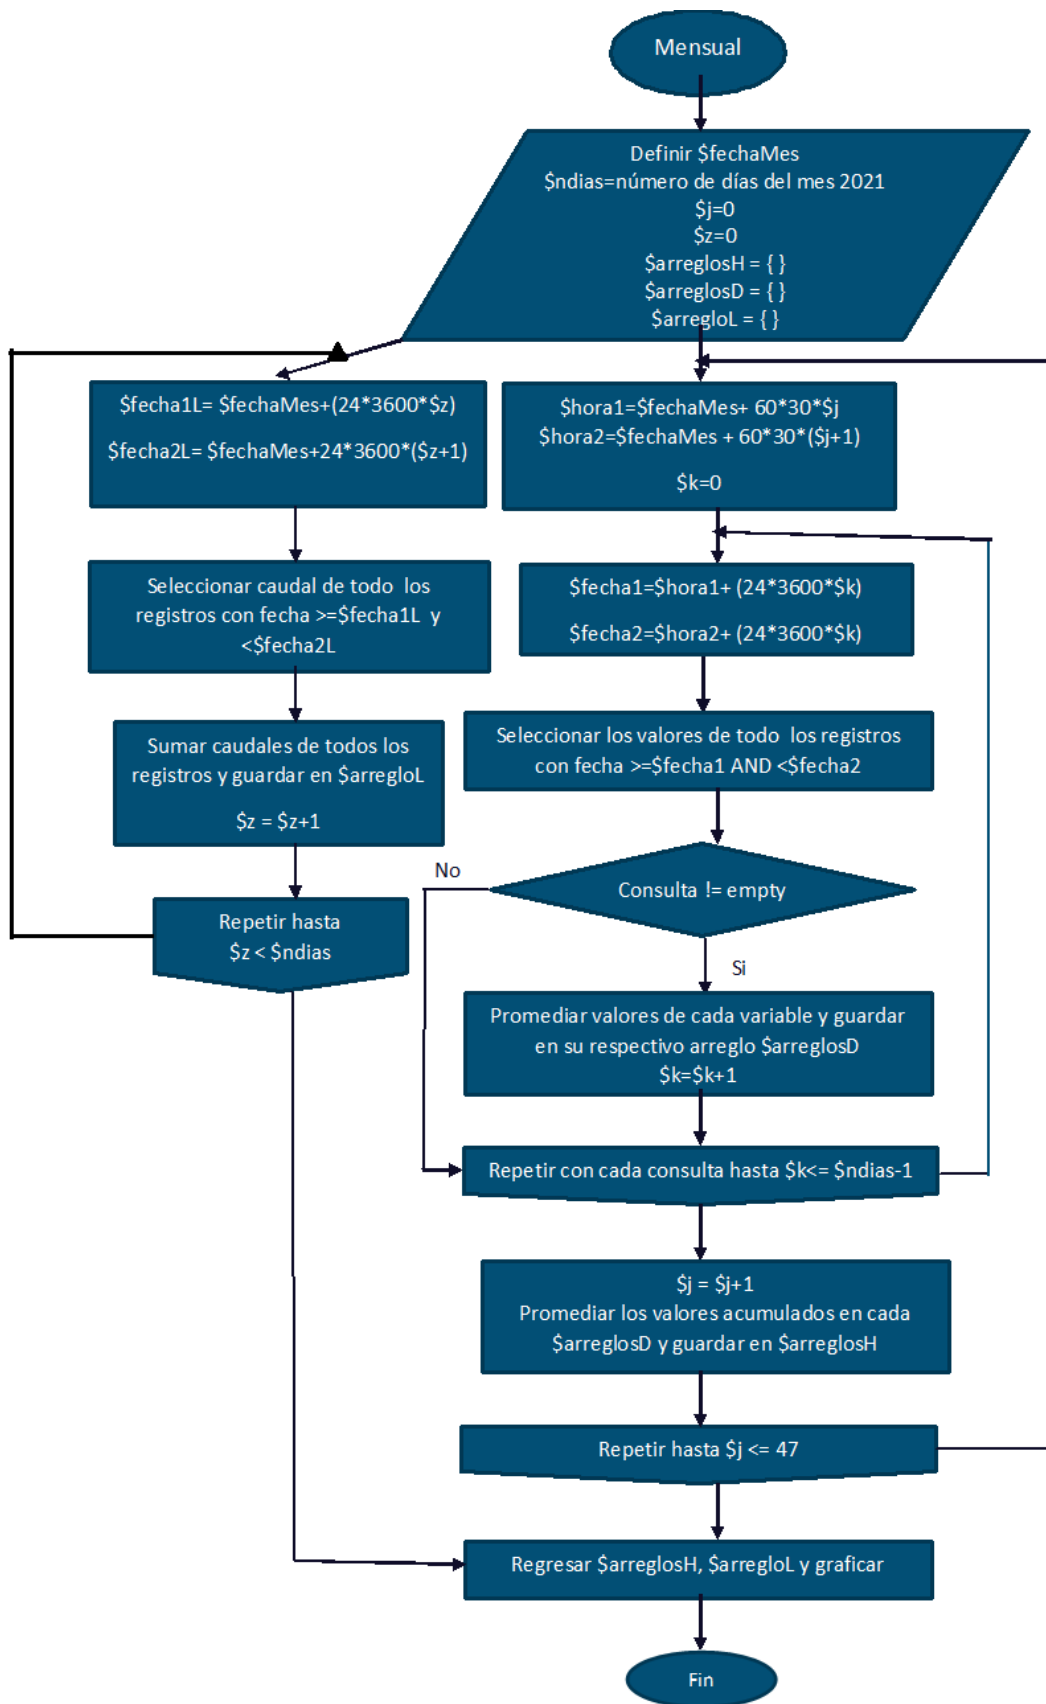 Mensual
Definir $fechaMes
$ndias=número de días del mes 2021
$j=0
$z=0
$arreglosH = { }
$arreglosD = { }
$arregloL = { }
$fecha1L= $fechaMes+(24*3600*$z)
$fecha2L= $fechaMes+24*3600*($z+1)
Seleccionar caudal de todo los
registros con fecha >=$fecha1L y
<$fecha2L
Sumar caudales de todos los
registros y guardar en $arregloL
$z = $z+1
Repetir hasta
$z < $ndias
$hora1=$fechaMes+ 60*30*$j
$hora2=$fechaMes + 60*30*($j+1)
$k=0
$fecha1=$hora1+ (24*3600*$k)
$fecha2=$hora2+ (24*3600*$k)
Seleccionar los valores de todo los registros
con fecha >=$fecha1 AND <$fecha2
Consulta != empty
No
Si
Promediar valores de cada variable y guardar
en su respectivo arreglo $arreglosD
$k=$k+1
Repetir con cada consulta hasta $k<= $ndias-1
$j = $j+1
Promediar los valores acumulados en cada
$arreglosD y guardar en $arreglosH
Repetir hasta $j <= 47
Regresar $arreglosH, $arregloL y graficar
Fin